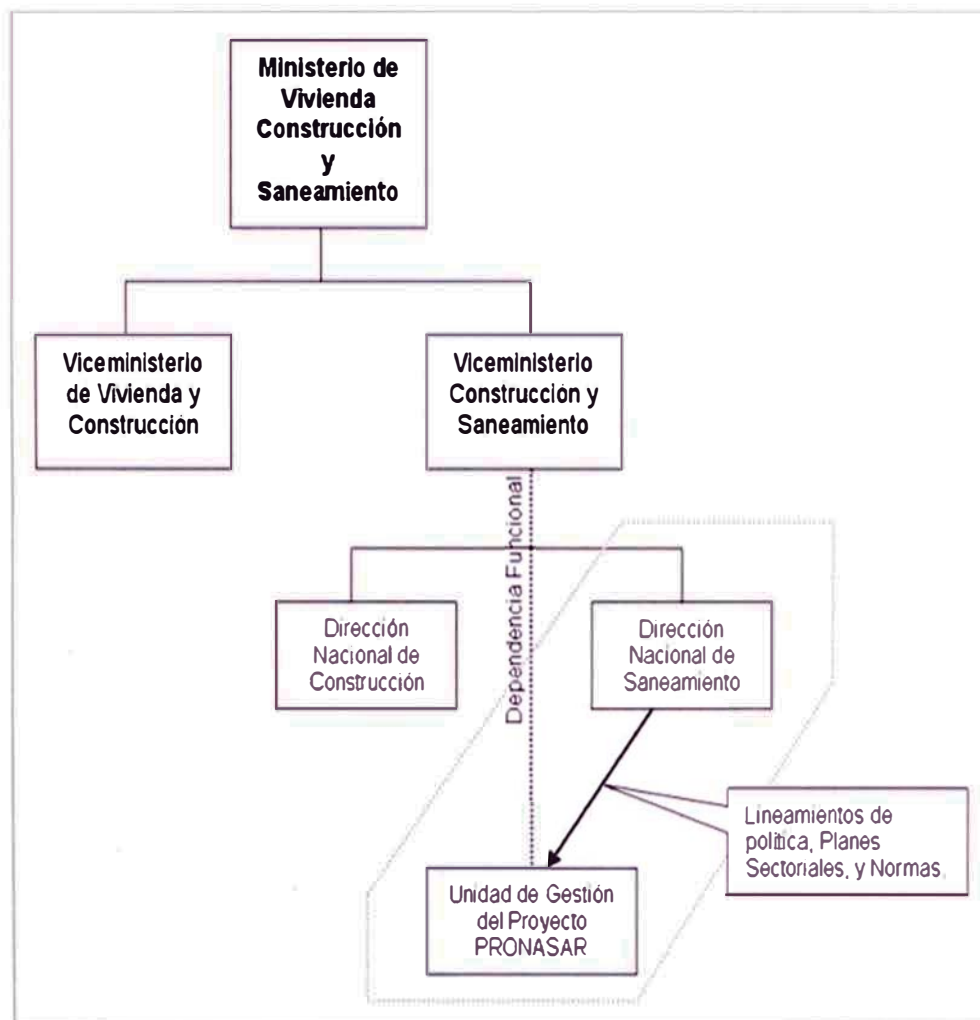 Ministerio de
Vivienda
Construcción
y
Saneamiento
Viceministerio
de Vivienda y
Construcción
Viceministerio
Construcción y
Saneamiento
Dependencia Funcional
Dirección
Nacional de
Construcción
Dirección
Nacional de
Saneamiento
Lineamientos de
política, Planes
Sectoriales, y Normas
Unidad de Gestión
del Proyecto
PRONASAR